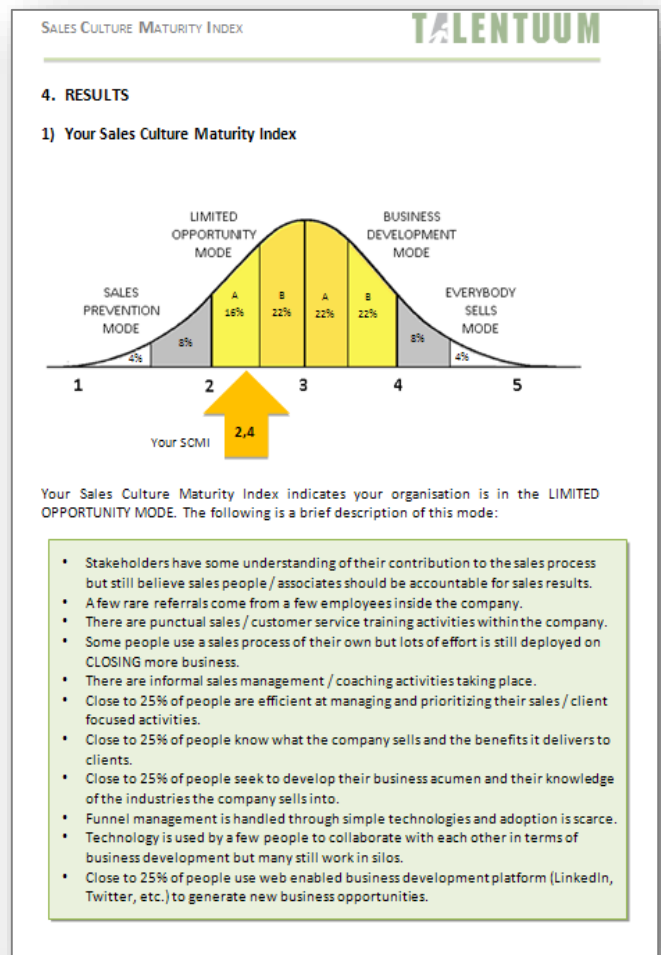 SALES CULTURE MATURITY INDEX
TALENTUUM
4. RESULTS
1) Your Sales Culture Maturity Index
LIMITED
OPPORTUNITY
MODE
BUSINESS
DEVELOPMENT
MODE
SALES
PREVENTION
MODE
EVERYBODY
SELLS
MODE
4%
8%
A
16%
B
22%
A
22%
B
22%
8%
4%
1 2 3 4 5
Your SCMI
2,4
Your Sales Culture Maturity Index indicates your organisation is in the LIMITED
OPPORTUNITY MODE. The following is a brief description of this mode:
• Stakeholders have some understanding of their contribution to the sales process
but still believe sales people / associates should be accountable for sales results.
• A few rare referrals come from a few employees inside the company.
• There are punctual sales / customer service training activities within the company.
• Some people use a sales process of their own but lots of effort is still deployed on
CLOSING more business.
• There are informal sales management / coaching activities taking place.
• Close to 25% of people are efficient at managing and prioritizing their sales / client
focused activities.
• Close to 25% of people know what the company sells and the benefits it delivers to
clients.
• Close to 25% of people seek to develop their business acumen and their knowledge
of the industries the company sells into.
• Funnel management is handled through simple technologies and adoption is scarce.
• Technology is used by a few people to collaborate with each other in terms of
business development but many still work in silos.
• Close to 25% of people use web enabled business development platform (LinkedIn,
Twitter, etc.) to generate new business opportunities.